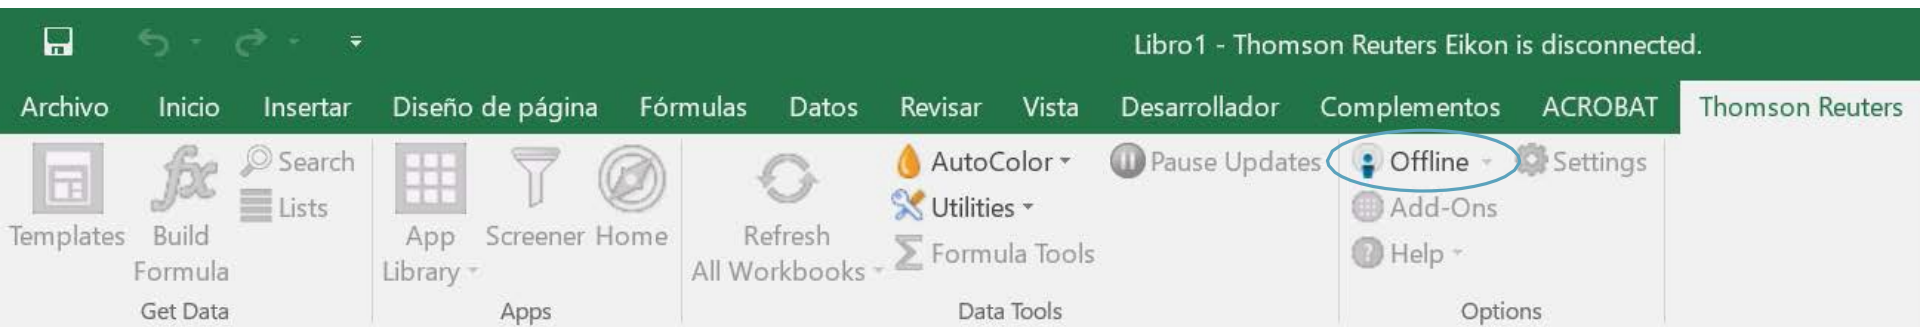 Libro1 - Thomson Reuters Eikon is disconnected.
Archivo Inicio Insertar Diseño de página Fórmulas Datos Revisar Vista Desarrollador Complementos ACROBAT Thomson Reuters
Search AutoColor Pause Updates Offline Settings
Lists Utilities Add-Ons
Templates Build App Screener Home Refresh Formula Tools Help
Formula Library All Workbooks
Get Data Apps Data Tools Options